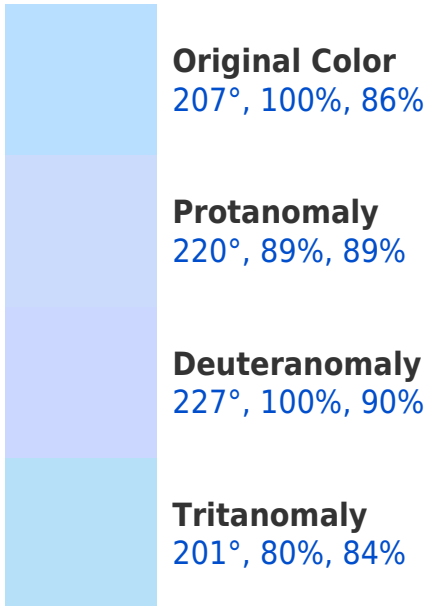 Original Color
207°, 100%, 86%
Protanomaly
220°, 89%, 89%
Deuteranomaly
227°, 100%, 90%
Tritanomaly
201°, 80%, 84%